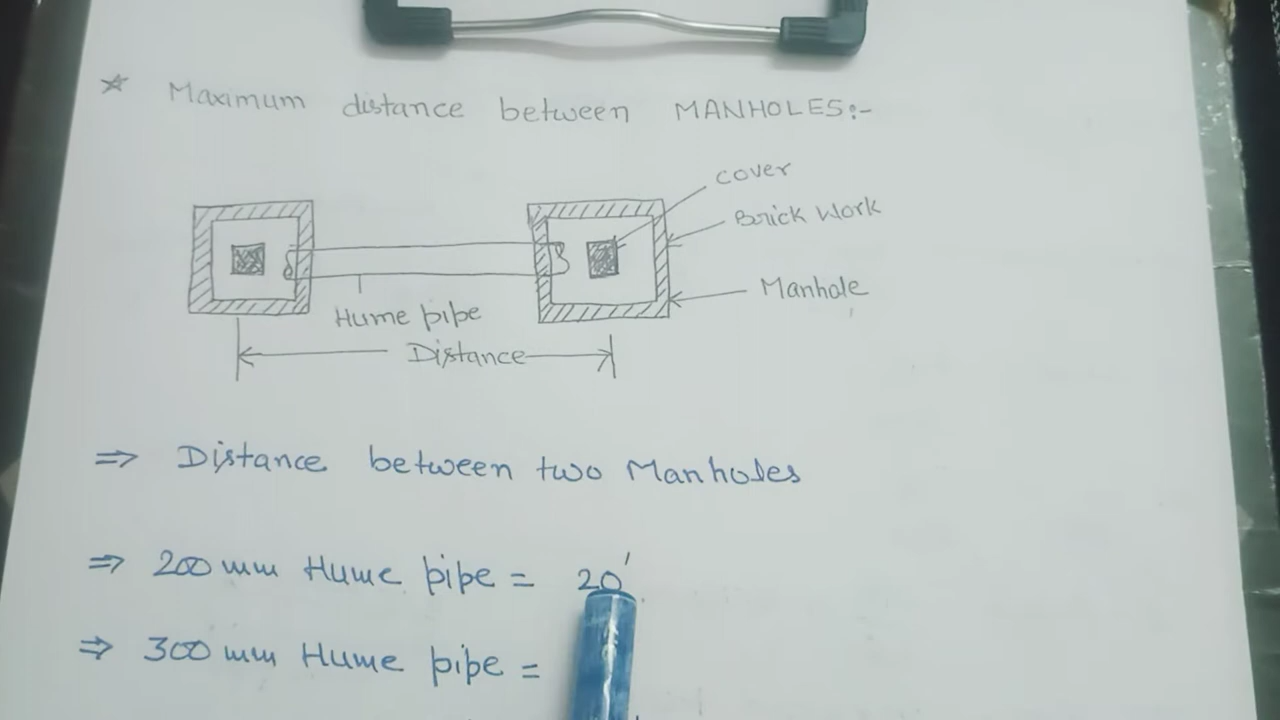 ☆ Maximum distance between MANHOLES:-
cover
Brick Work
Manhole
Hume pipe
Distance
⇒ Distance between two Manholes
⇒ 200 mm Hume pipe = 20'
⇒ 300 mm Hume pipe =